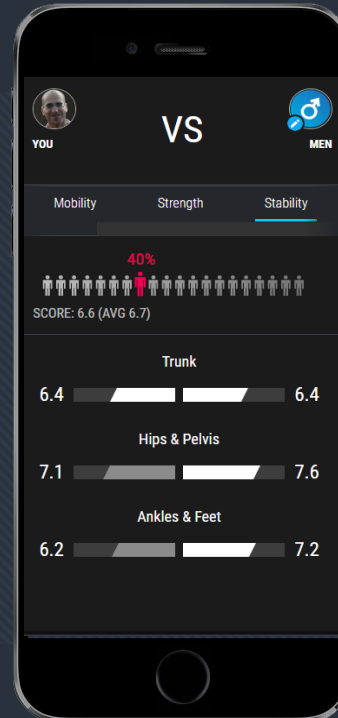 YOU
VS
MEN
Mobility Strength Stability
40%
SCORE: 6.6 (AVG 6.7)
Trunk
6.4 6.4
Hips & Pelvis
7.1 7.6
Ankles & Feet
6.2 7.2